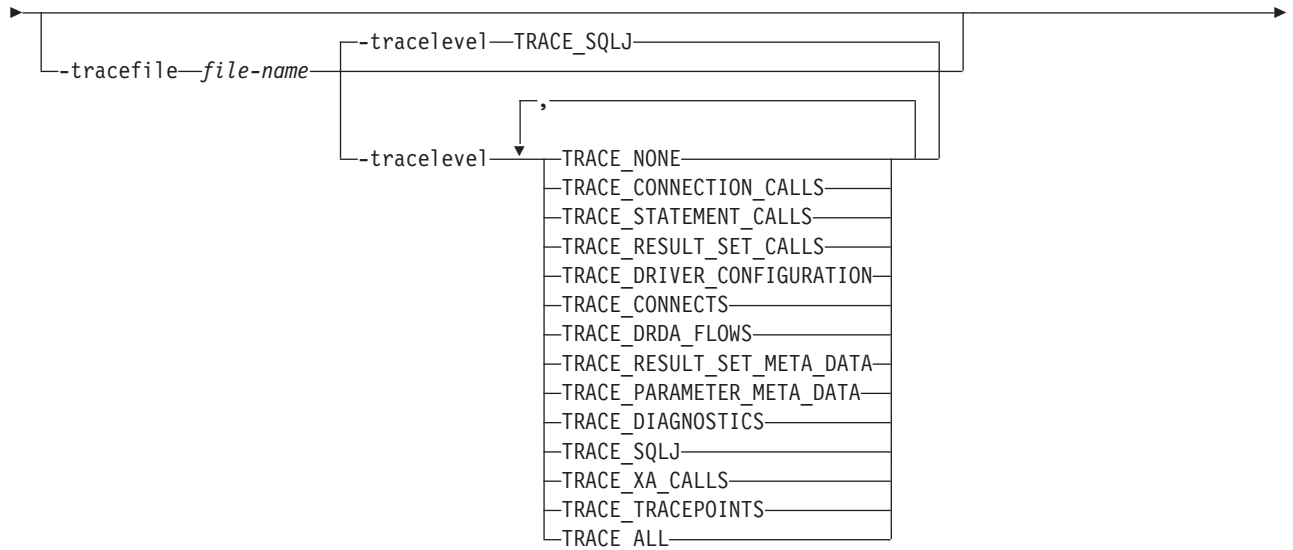 -tracelevel TRACE_SQLJ
-tracefile file-name
,
-tracelevel TRACE_NONE
TRACE_CONNECTION_CALLS
TRACE_STATEMENT_CALLS
TRACE_RESULT_SET_CALLS
TRACE_DRIVER_CONFIGURATION
TRACE_CONNECTS
TRACE_DRDA_FLOWS
TRACE_RESULT_SET_META_DATA
TRACE_PARAMETER_META_DATA
TRACE_DIAGNOSTICS
TRACE_SQLJ
TRACE_XA_CALLS
TRACE_TRACEPOINTS
TRACE_ALL